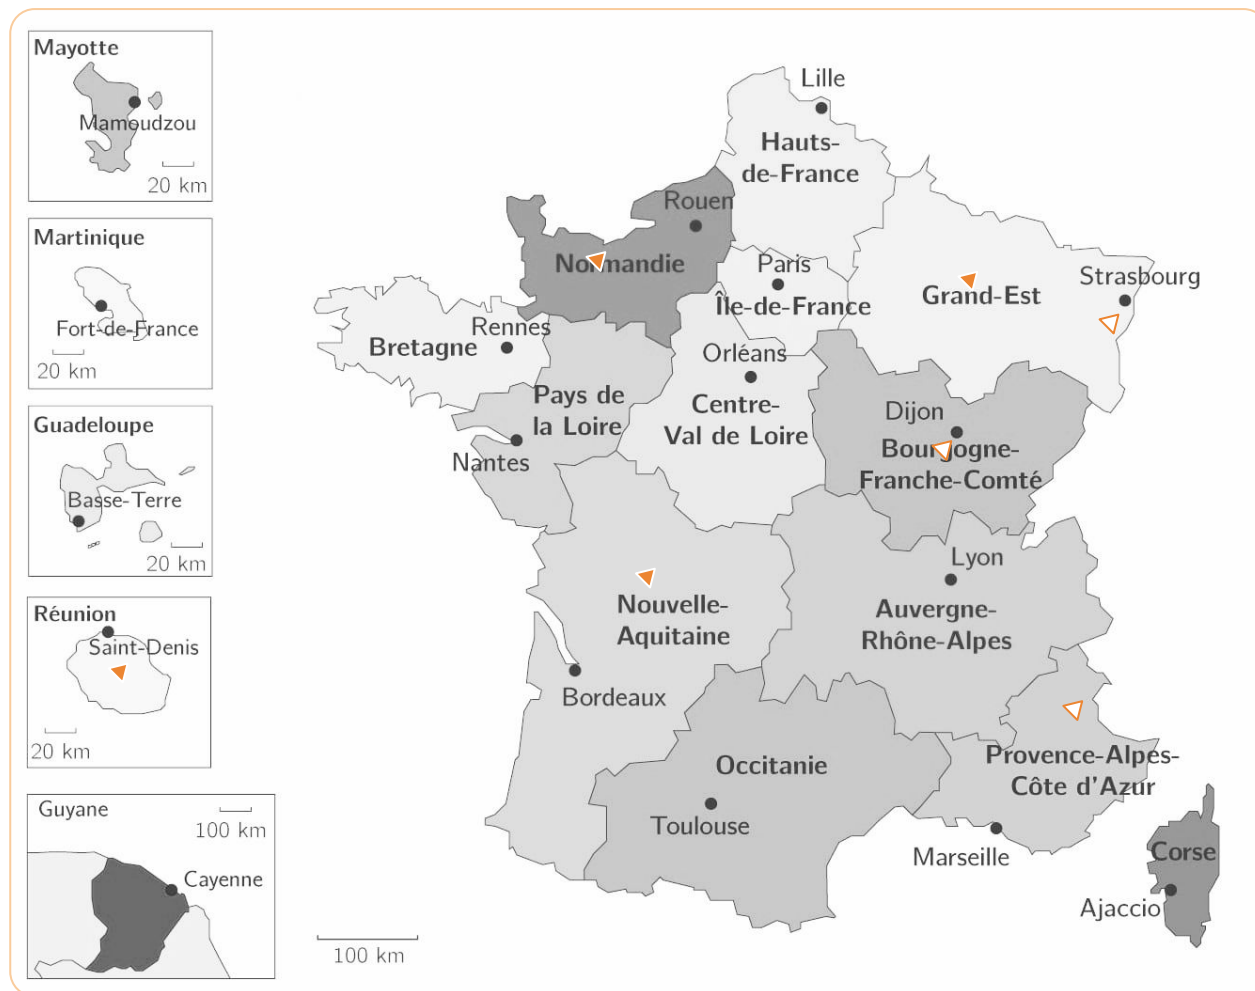 Mayotte
Mamoudzou
20 km
Martinique
Fort-de-France
20 km
Guadeloupe
Basse-Terre
20 km
Réunion
Saint-Denis
20 km
Guyane
100 km
Cayenne
Lille
Hauts-
de-France
Rouen
Normandie
Paris
Île-de-France
Strasbourg
Grand-Est
Rennes
Bretagne
Orléans
Centre-
Val de Loire
Pays de
la Loire
Nantes
Dijon
Bourgogne-
Franche-Comté
Lyon
Auvergne-
Rhône-Alpes
Nouvelle-
Aquitaine
Bordeaux
Occitanie
Toulouse
Provence-Alpes-
Côte d'Azur
Marseille
Corse
Ajaccio
100 km